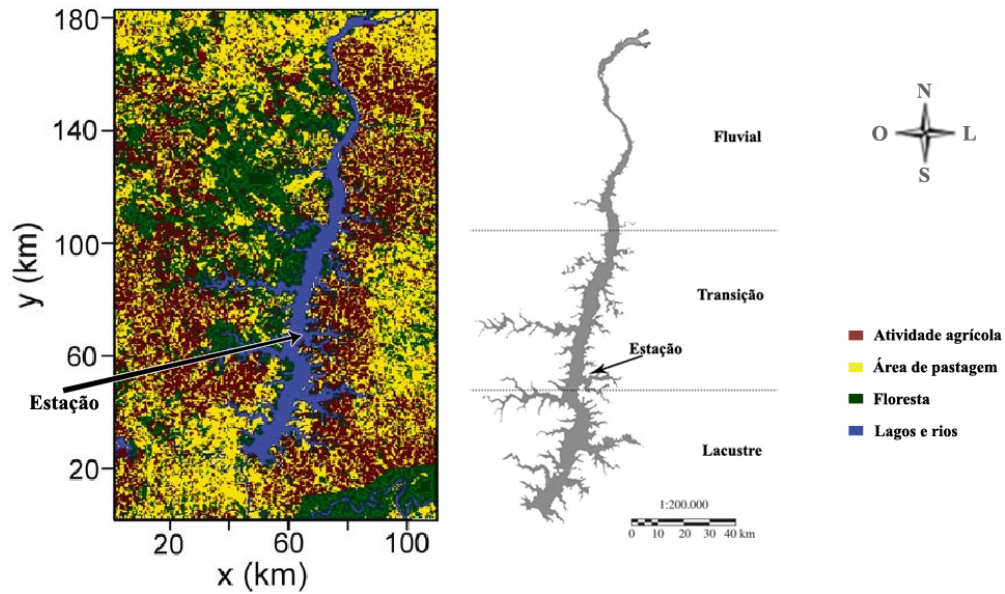 180
140
100
60
20
y (km)
20
60
100
x (km)
Estação
Fluvial
Transição
Estação
Lacustre
1:200.000
0 10 20 30 40 km
N
O L
S
Atividade agrícola
Área de pastagem
Floresta
Lagos e rios